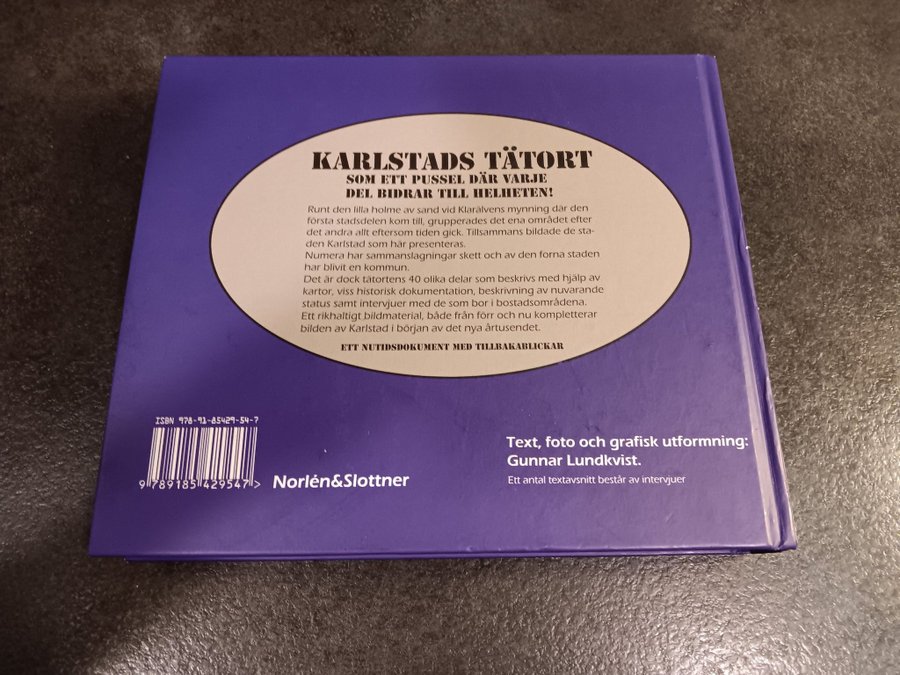 KARLSTADS TÄTORT
SOM ETT PUSSEL DÄR VARJE
DEL BIDRAR TILL HELHETEN!
Runt den lilla holme av sand vid Klarälvens mynning där den
första stadsdelen kom till, grupperades det ena området efter
det andra allt eftersom tiden gick. Tillsammans bildade de sta-
den Karlstad som här presenteras.
Numera har sammanslagningar skett och av den forna staden
har blivit en kommun.
Det är dock tätortens 40 olika delar som beskrivs med hjälp av
kartor, viss historisk dokumentation, beskrivning av nuvarande
status samt intervjuer med de som bor i bostadsområdena.
Ett rikhaltigt bildmaterial, både från förr och nu kompletterar
bilden av Karlstad i början av det nya årtusendet.
ETT NUTIDSDOKUMENT MED TILLBAKABLICKAR
ISBN 978-91-85429-54-7
9 789185 429547 >
Norlén&Slottner
Text, foto och grafisk utformning:
Gunnar Lundkvist.
Ett antal textavsnitt består av intervjuer